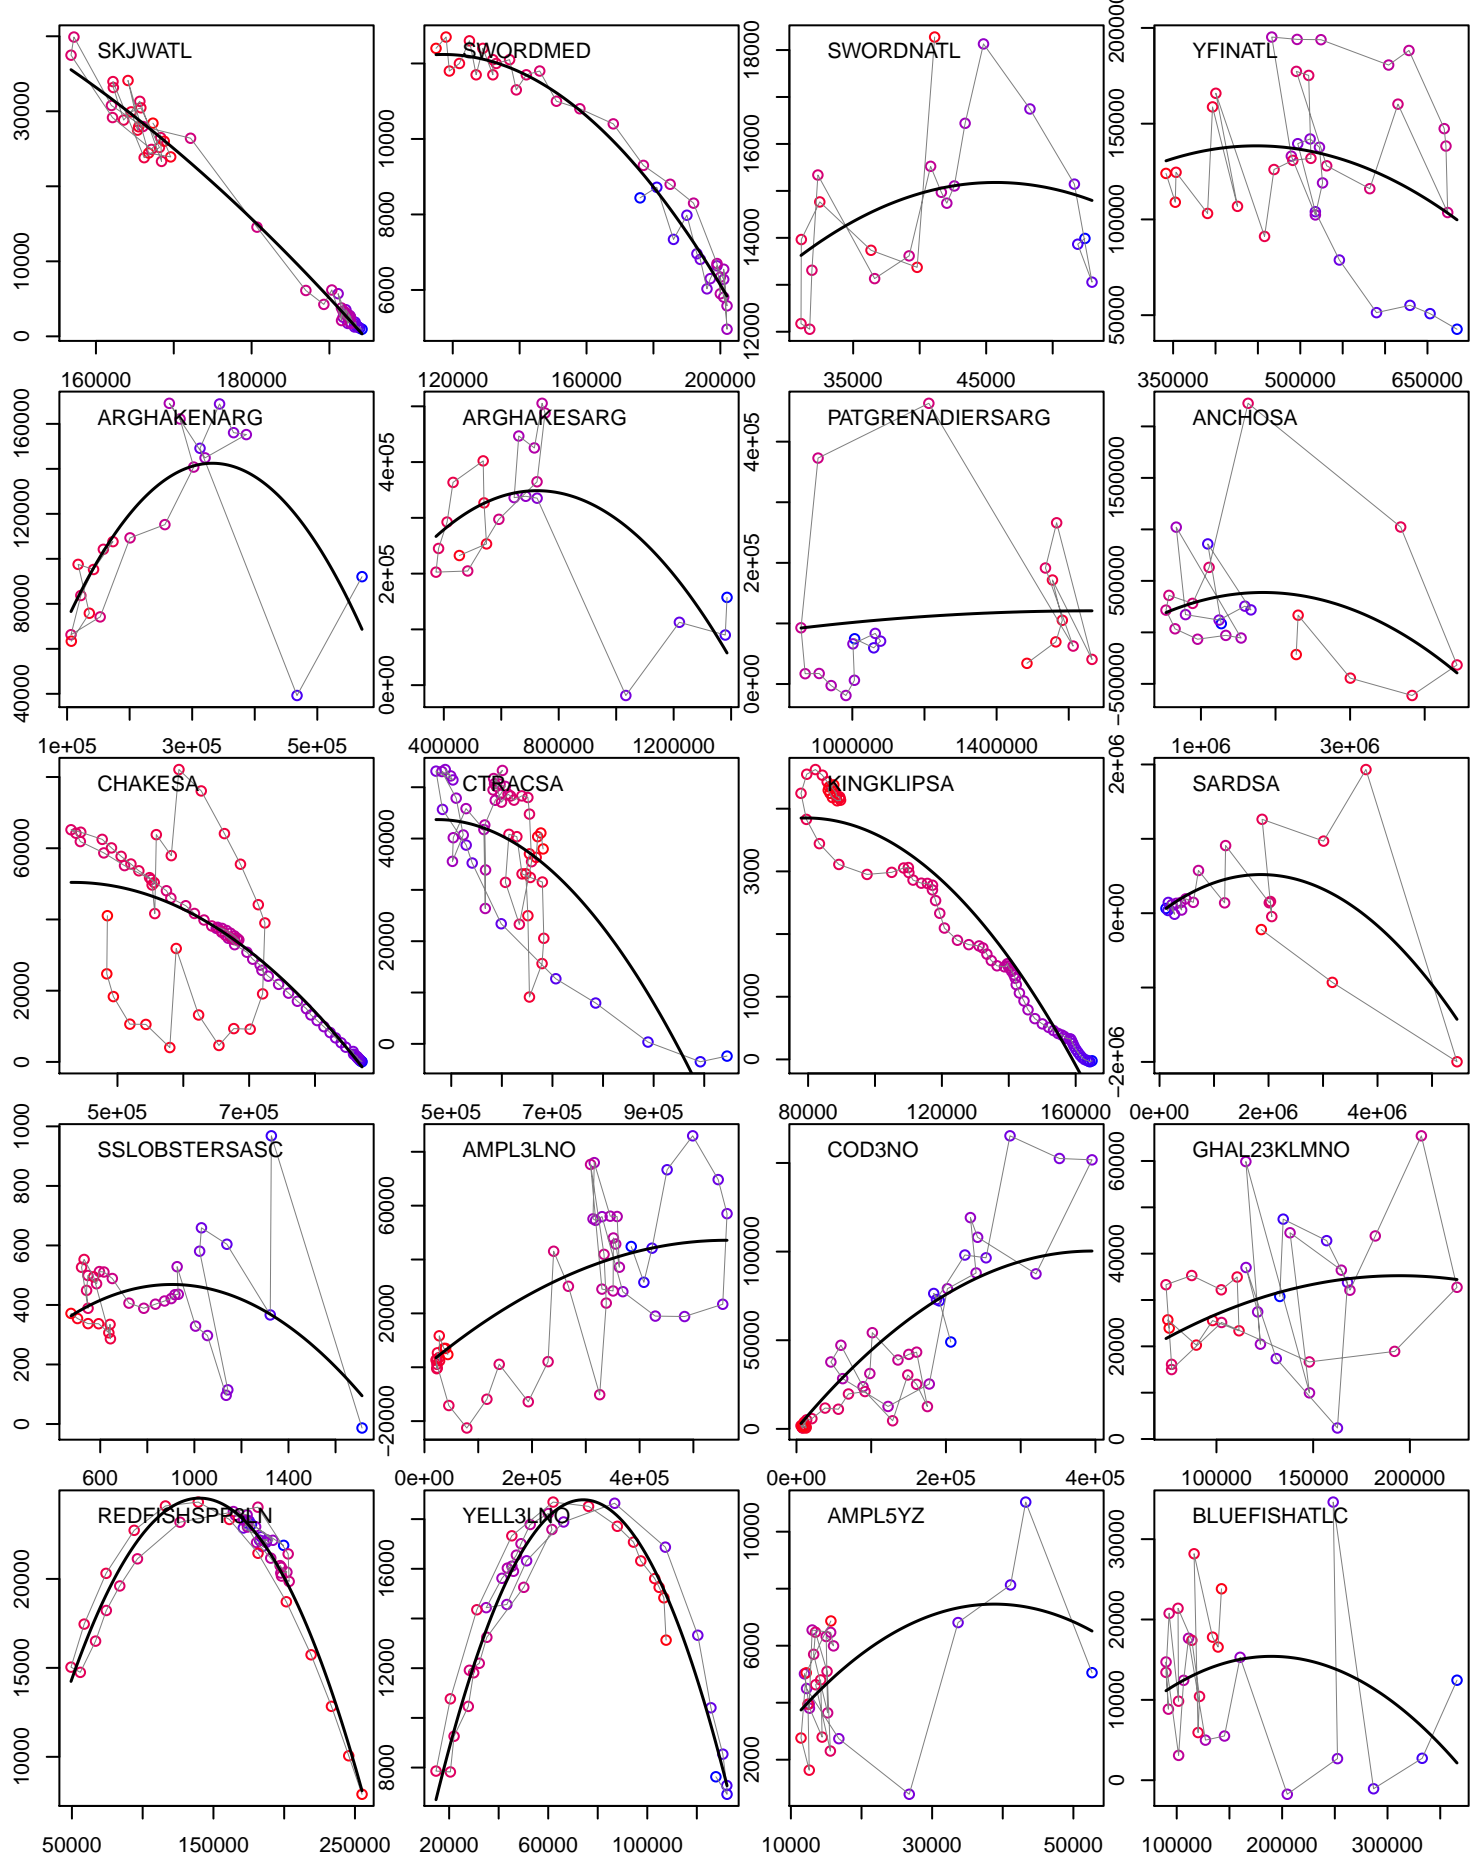 SKJWATL
0 10000 30000
160000 180000
SWORDMED
6000 8000 10000
120000 160000 200000
SWORDNATL
12000 14000 16000 18000
35000 45000
YFINATL
50000 100000 150000 200000
350000 500000 650000
ARGHAKENARG
40000 80000 120000 160000
1e+05 3e+05 5e+05
ARGHAKESARG
0e+00 2e+05 4e+05
400000 800000 1200000
PATGRENADIERSARG
0e+00 2e+05 4e+05
1000000 1400000
ANCHOSA
−500000 500000 1500000
1e+06 3e+06
CHAKESA
0 20000 60000
5e+05 7e+05
CTRACSA
0 20000 40000
5e+05 7e+05 9e+05
KINGKLIPSA
0 1000 3000
80000 120000 160000
SARDSA
−2e+06 0e+00 2e+06
0e+00 2e+06 4e+06
SSLOBSTERSASC
0 200 400 600 800 1000
600 1000 1400
AMPL3LNO
−20000 20000 60000
0e+00 2e+05 4e+05
COD3NO
0 50000 100000
0e+00 2e+05 4e+05
GHAL23KLMNO
0 20000 40000 60000
100000 150000 200000
REDFISHSPP3LN
10000 20000
50000 150000 250000
YELL3LNO
8000 12000 16000
20000 60000 100000
AMPL5YZ
2000 6000 10000
10000 30000 50000
BLUEFISHATLC
0 10000 20000 30000
100000 200000 300000